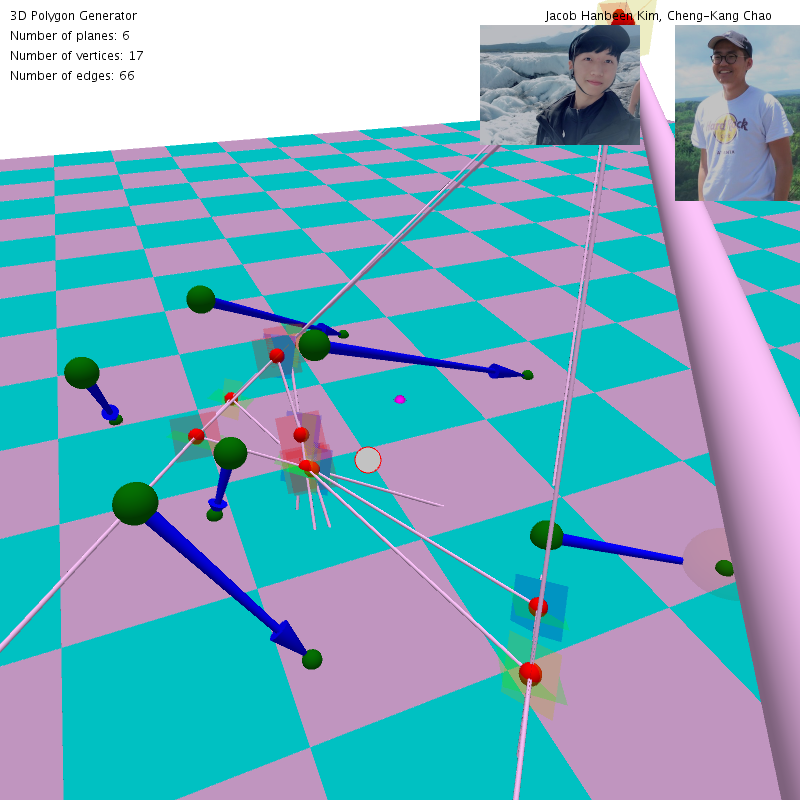 3D Polygon Generator
Jacob Hanbeen Kim, Cheng-Kang Chao
Number of planes: 6
Number of vertices: 17
Number of edges: 66